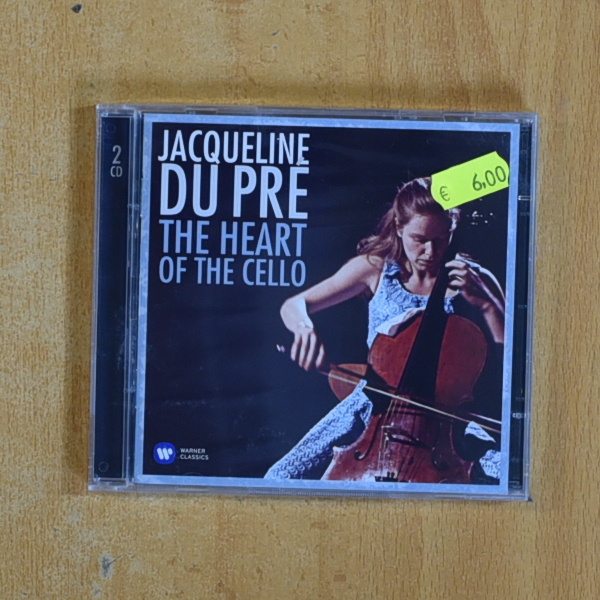 2
CD
JACQUELINE
DU PRÉ
THE HEART
OF THE CELLO
€ 6,00
WARNER
CLASSICS